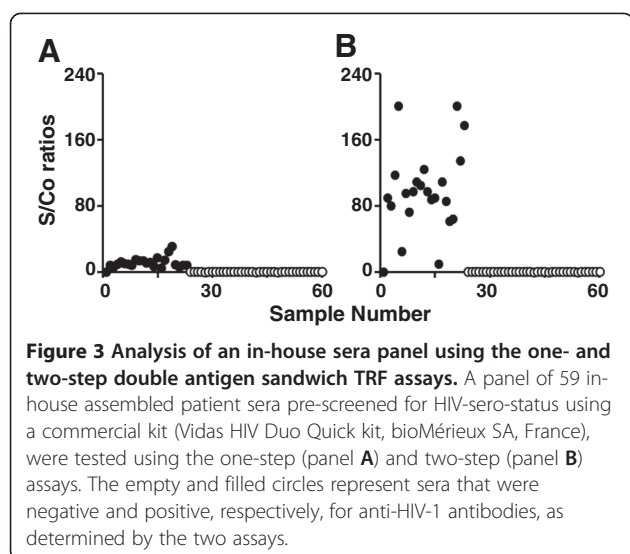 A
B
240
240
160
160
80
80
0
0
S/Co ratios
0
30
60
0
30
60
Sample Number
Figure 3 Analysis of an in-house sera panel using the one- and
two-step double antigen sandwich TRF assays. A panel of 59 in-
house assembled patient sera pre-screened for HIV-sero-status using
a commercial kit (Vidas HIV Duo Quick kit, bioMérieux SA, France),
were tested using the one-step (panel A) and two-step (panel B)
assays. The empty and filled circles represent sera that were
negative and positive, respectively, for anti-HIV-1 antibodies, as
determined by the two assays.